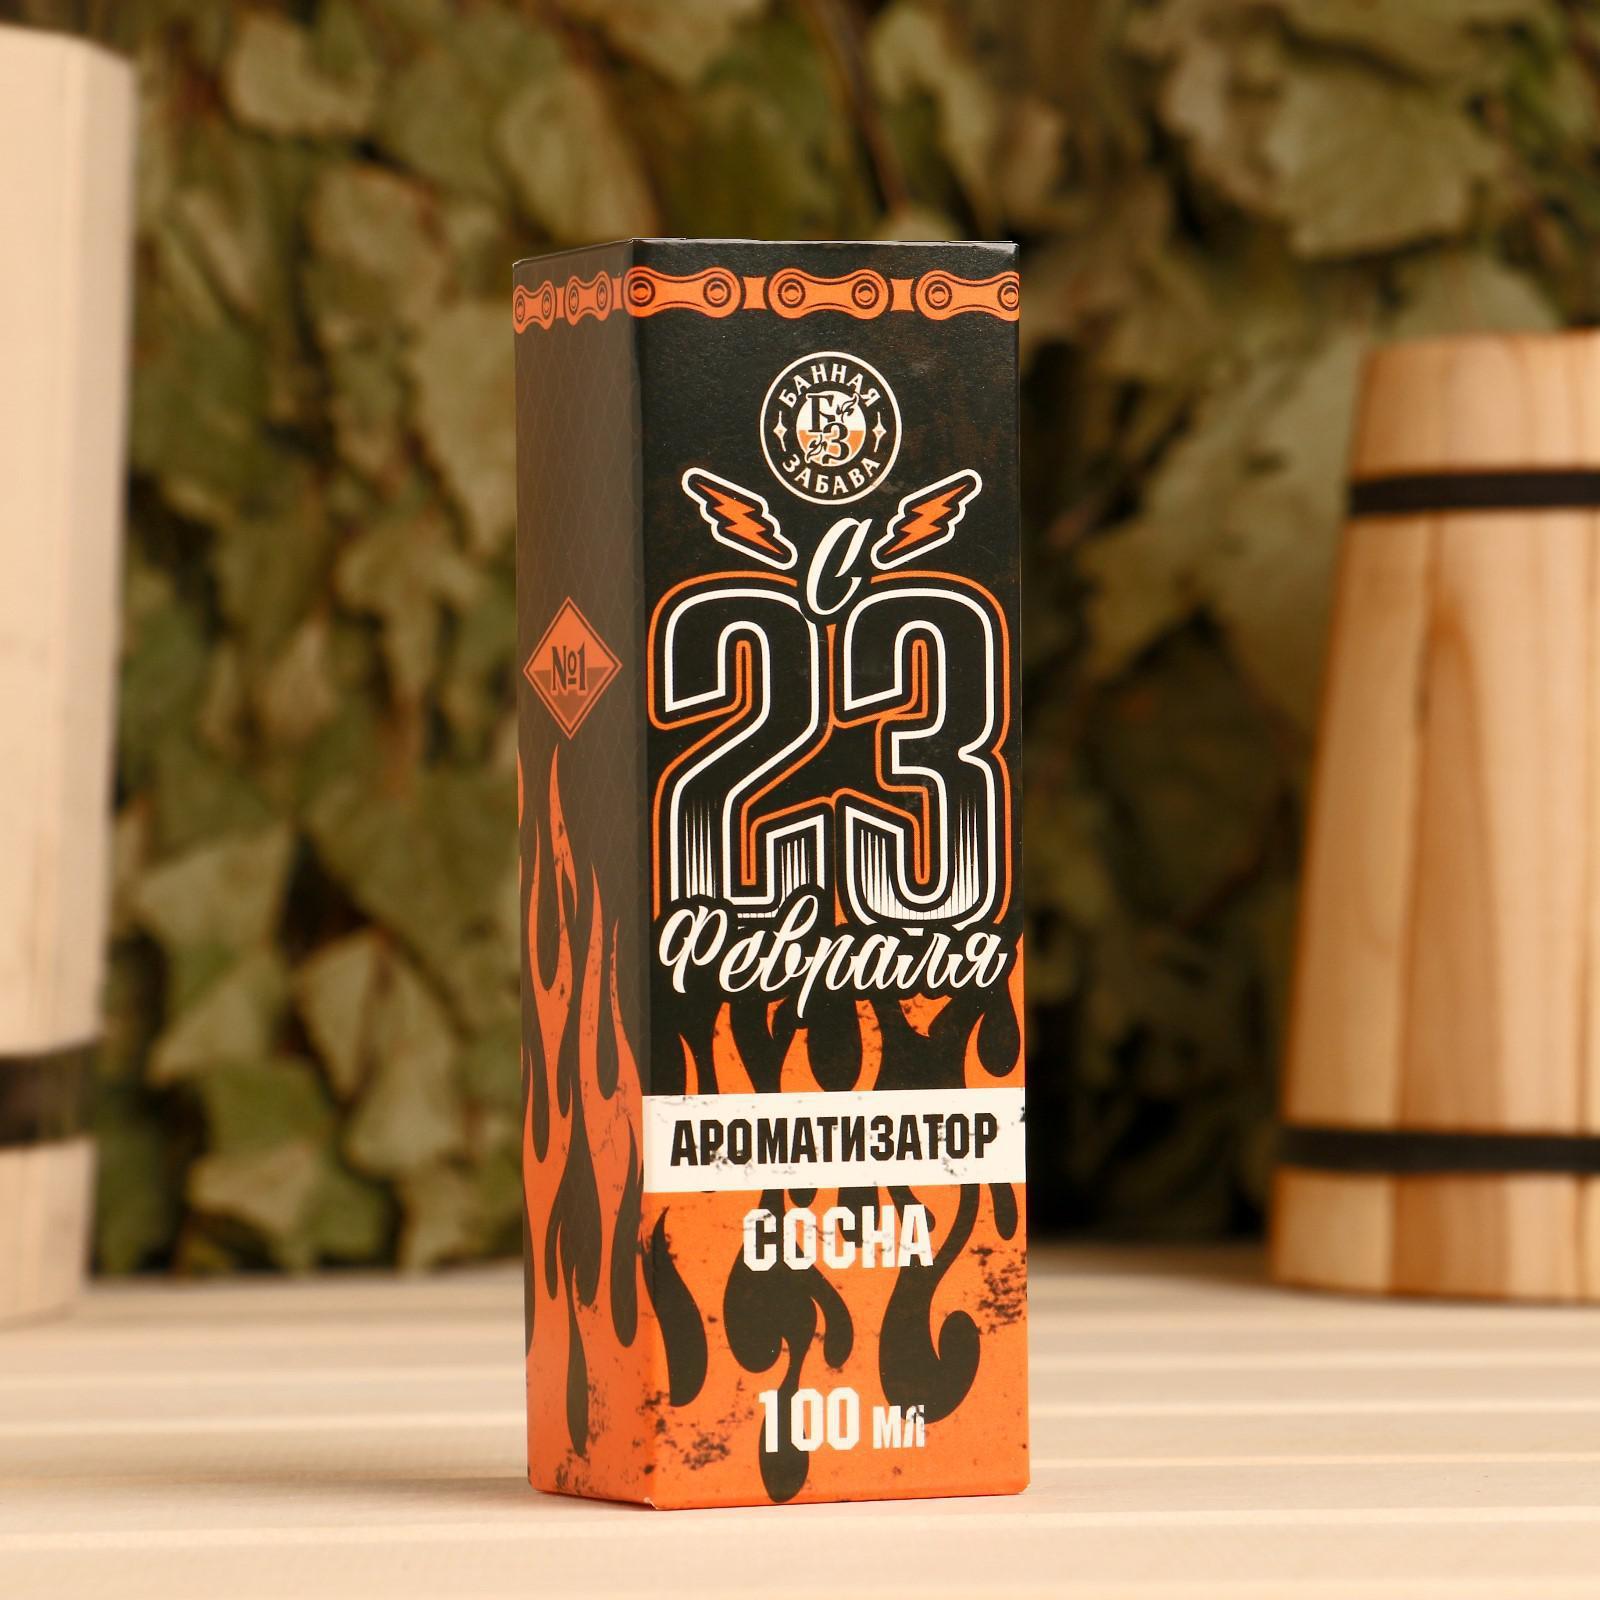 БАННАЯ
БЗ
ЗАБАВА
С
23
Февраля
№1
АРОМАТИЗАТОР
СОСНА
100 мл